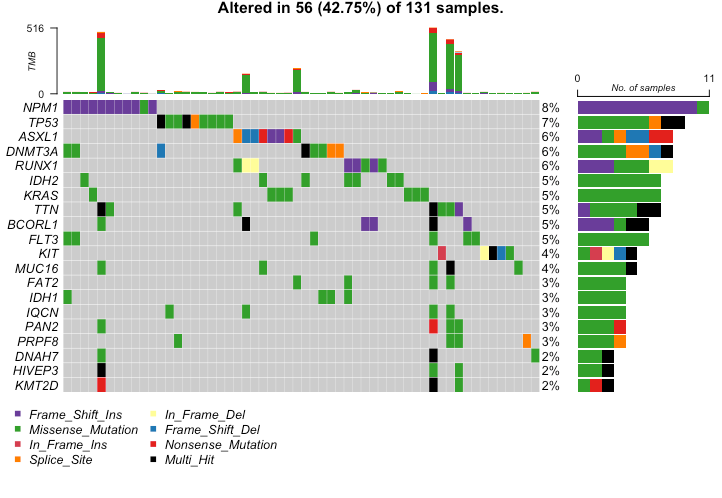 Altered in 56 (42.75%) of 131 samples.
516
TMB
0
0 11
No. of samples
NPM1 8%
TP53 7%
ASXL1 6%
DNMT3A 6%
RUNX1 6%
IDH2 5%
KRAS 5%
TTN 5%
BCORL1 5%
FLT3 5%
KIT 4%
MUC16 4%
FAT2 3%
IDH1 3%
IQCN 3%
PAN2 3%
PRPF8 3%
DNAH7 2%
HIVEP3 2%
KMT2D 2%
Frame_Shift_Ins
Missense_Mutation
In_Frame_Ins
Splice_Site
In_Frame_Del
Frame_Shift_Del
Nonsense_Mutation
Multi_Hit